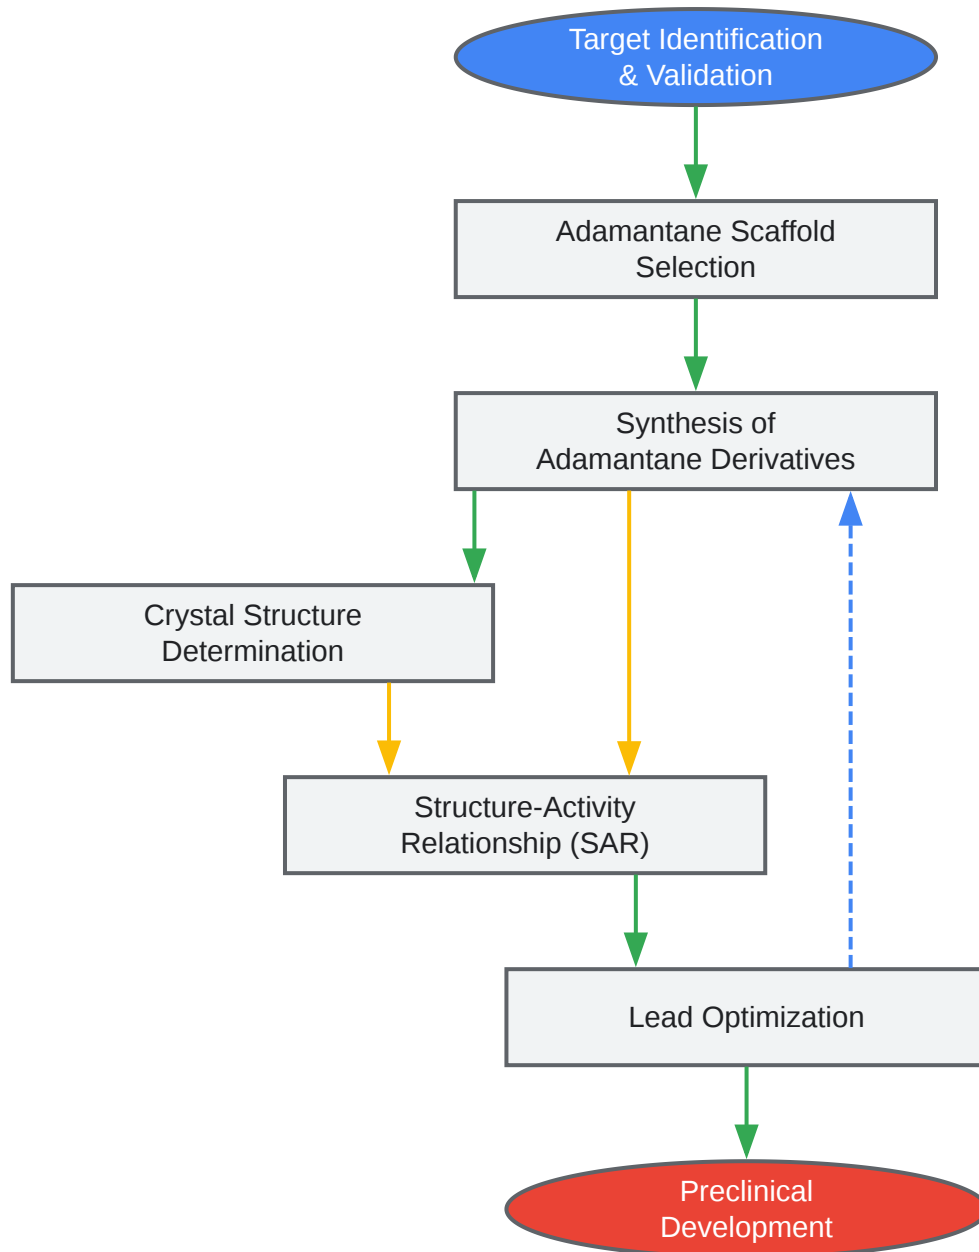 Target Identification
& Validation
Adamantane Scaffold
Selection
Synthesis of
Adamantane Derivatives
Crystal Structure
Determination
Structure-Activity
Relationship (SAR)
Lead Optimization
Preclinical
Development